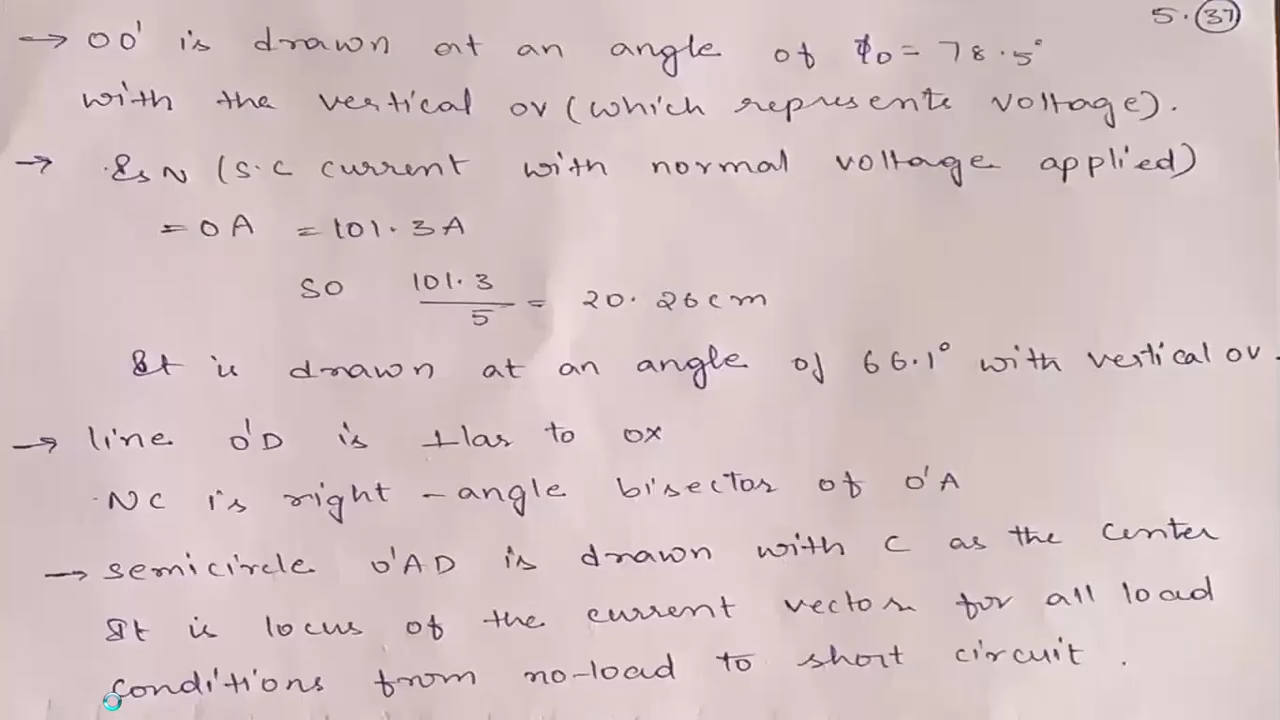 5.37
→ OO' is drawn at an angle of Φ0 = 78.5°
with the vertical OV (which represents voltage).
→ ISN (S.C current with normal voltage applied)
= OA = 101.3A
SO 101.3/5 = 20.26cm
It is drawn at an angle of 66.1° with vertical OV.
→ line O'D is ⊥lar to OX
NC is right-angle bisector of O'A
→ semicircle O'AD is drawn with C as the center
It is locus of the current vector for all load
conditions from no-load to short circuit.